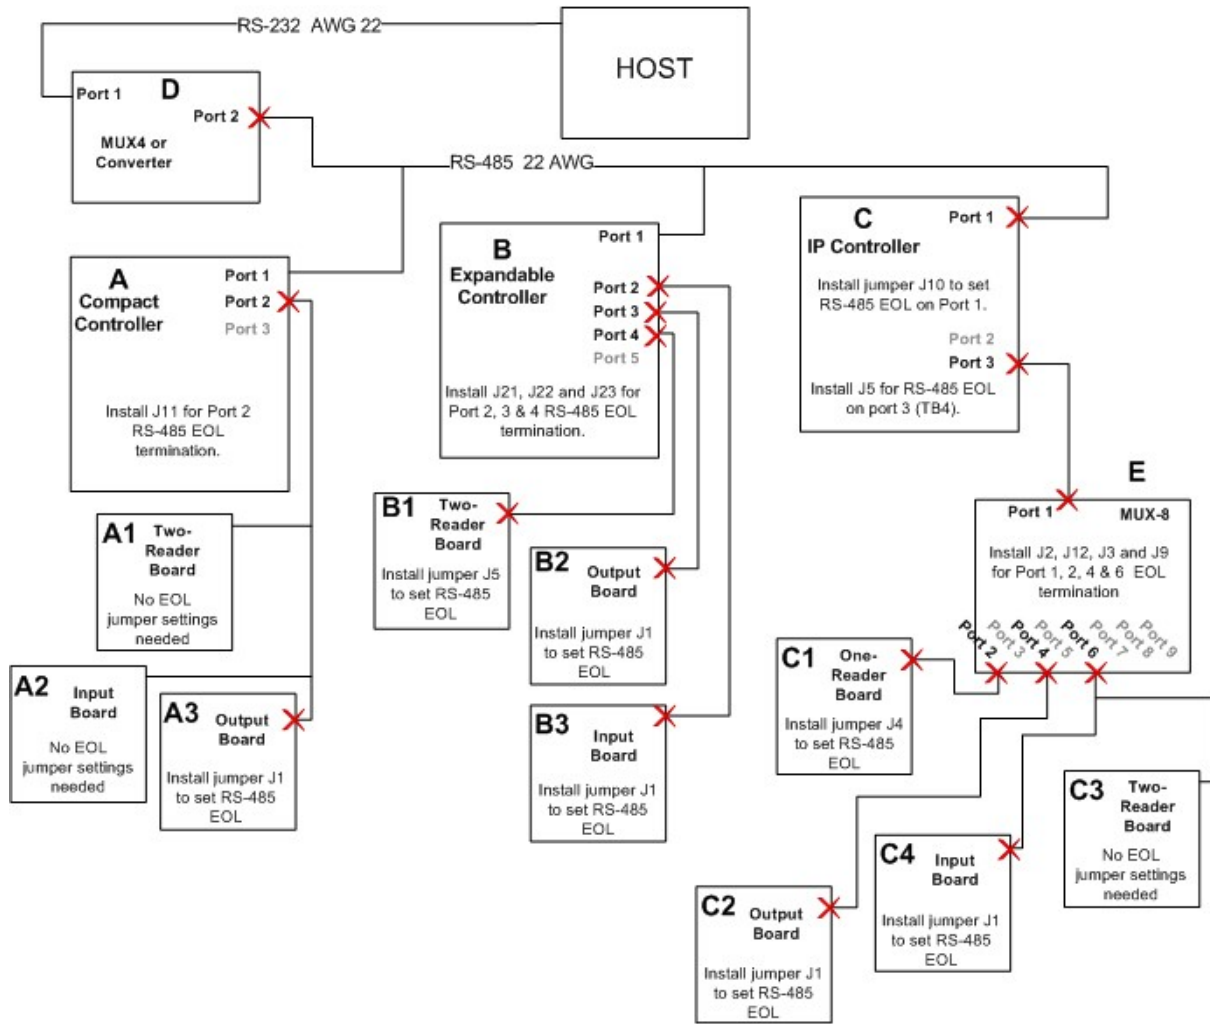 RS-232 AWG 22
HOST
D
Port 1
Port 2
MUX4 or
Converter
RS-485 22 AWG
A
Compact
Controller
Port 1
Port 2
Port 3
Install J11 for Port 2
RS-485 EOL
termination.
B
Expandable
Controller
Port 1
Port 2
Port 3
Port 4
Port 5
Install J21, J22 and J23 for
Port 2, 3 & 4 RS-485 EOL
termination.
C
Port 1
IP Controller
Install jumper J10 to set
RS-485 EOL on Port 1.
Port 2
Port 3
Install J5 for RS-485 EOL
on port 3 (TB4).
A1
Two-
Reader
Board
No EOL
jumper settings
needed
A2
Input
Board
No EOL
jumper settings
needed
A3
Output
Board
Install jumper J1
to set RS-485
EOL
B1
Two-
Reader
Board
Install jumper J5
to set RS-485
EOL
B2
Output
Board
Install jumper J1
to set RS-485
EOL
B3
Input
Board
Install jumper J1
to set RS-485
EOL
E
Port 1
MUX-8
Install J2, J12, J3 and J9
for Port 1, 2, 4 & 6 EOL
termination
Port 2
Port 3
Port 4
Port 5
Port 6
Port 7
Port 8
Port 9
C1
One-
Reader
Board
Install jumper J4
to set RS-485
EOL
C2
Output
Board
Install jumper J1
to set RS-485
EOL
C4
Input
Board
Install jumper J1
to set RS-485
EOL
C3
Two-
Reader
Board
No EOL
jumper settings
needed